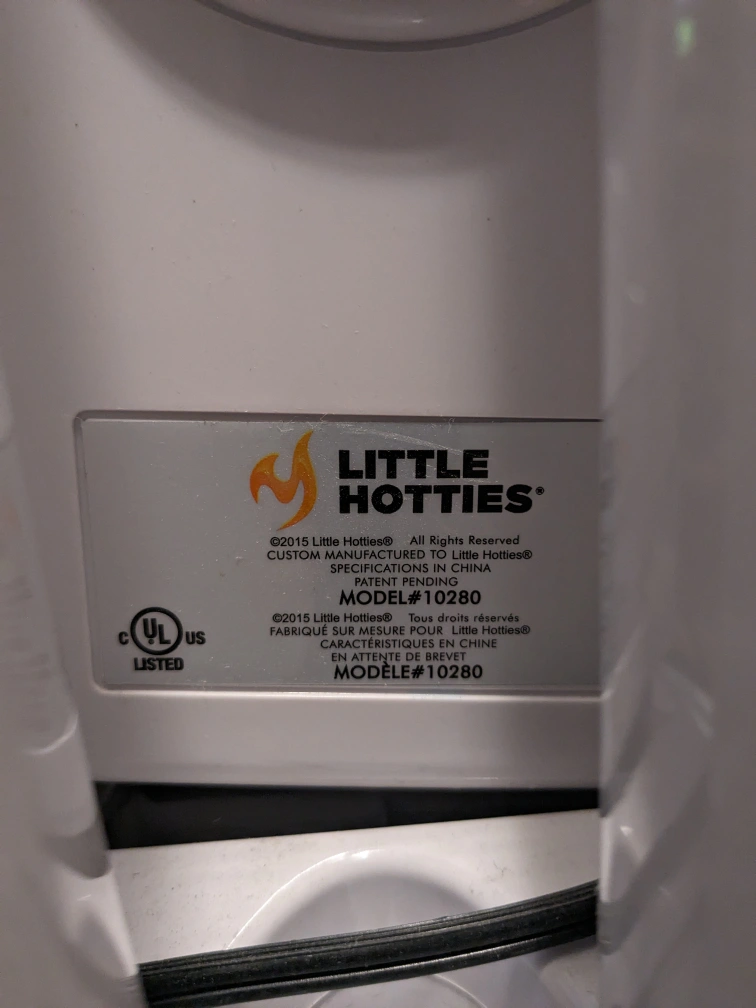 LITTLE
HOTTIES®
©2015 Little Hotties® All Rights Reserved
CUSTOM MANUFACTURED TO Little Hotties®
SPECIFICATIONS IN CHINA
PATENT PENDING
MODEL#10280
©2015 Little Hotties® Tous droits réservés
FABRIQUÉ SUR MESURE POUR Little Hotties®
CARACTÉRISTIQUES EN CHINE
EN ATTENTE DE BREVET
MODÈLE#10280
C UL US
LISTED